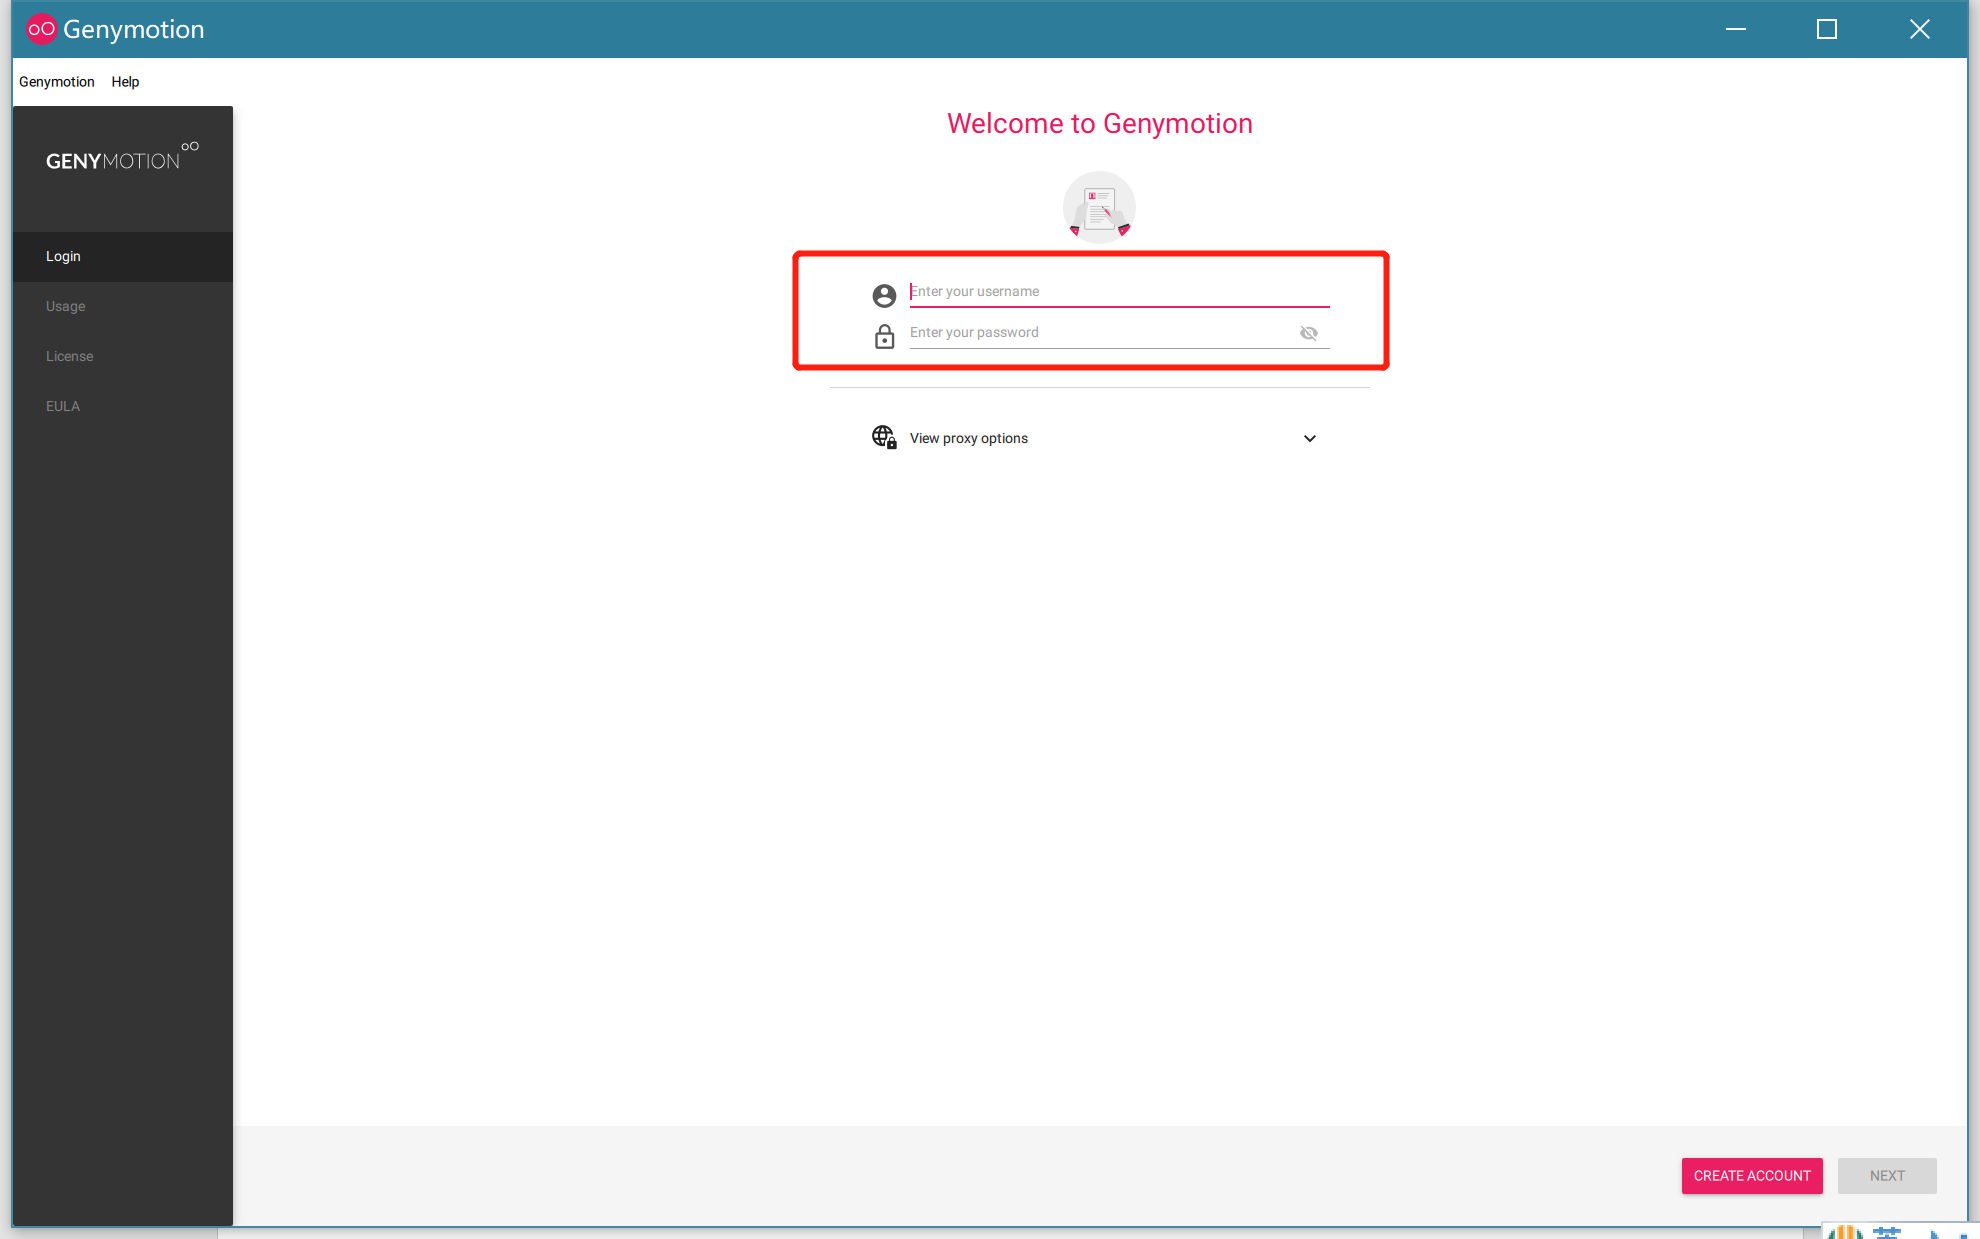 Genymotion
Genymotion Help
GENYMOTION
Welcome to Genymotion
Login
Usage
License
EULA
Enter your username
Enter your password
View proxy options
CREATE ACCOUNT
NEXT